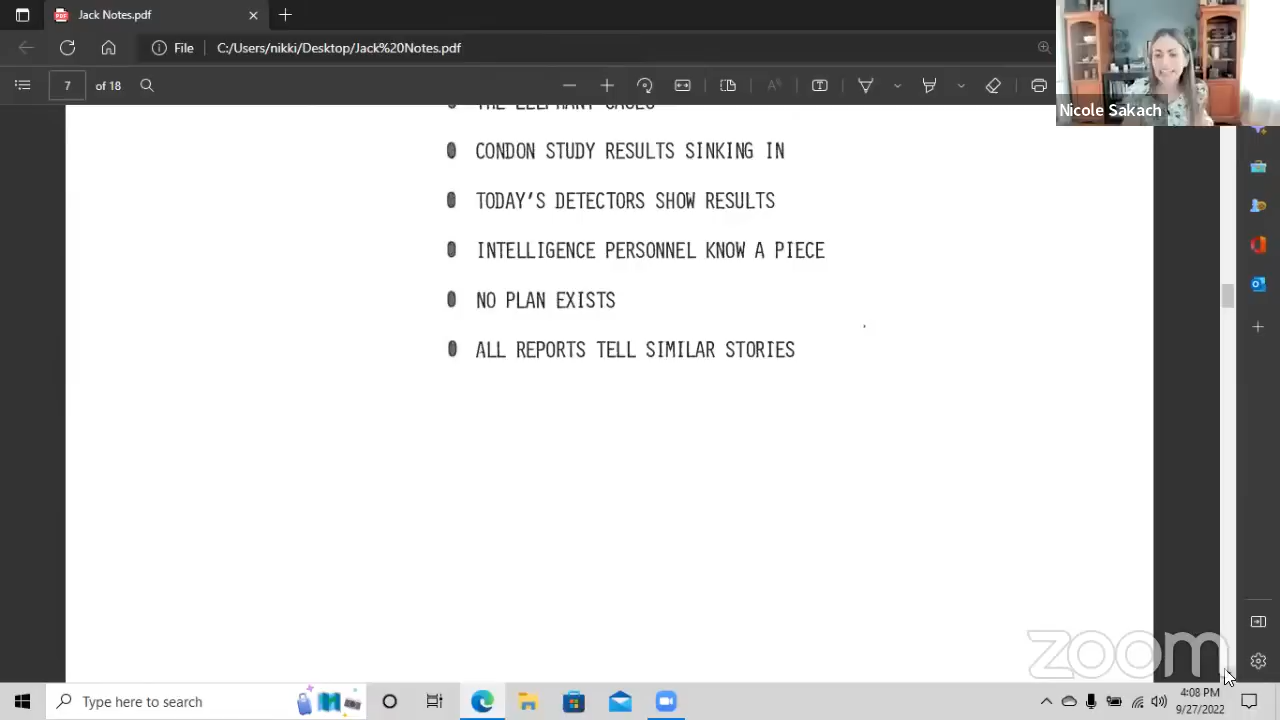 Jack Notes.pdf
File C:/Users/nikki/Desktop/Jack%20Notes.pdf
7 of 18
Nicole Sakach
CONDON STUDY RESULTS SINKING IN
TODAY'S DETECTORS SHOW RESULTS
INTELLIGENCE PERSONNEL KNOW A PIECE
NO PLAN EXISTS
ALL REPORTS TELL SIMILAR STORIES
zoom
Type here to search
4:08 PM
9/27/2022